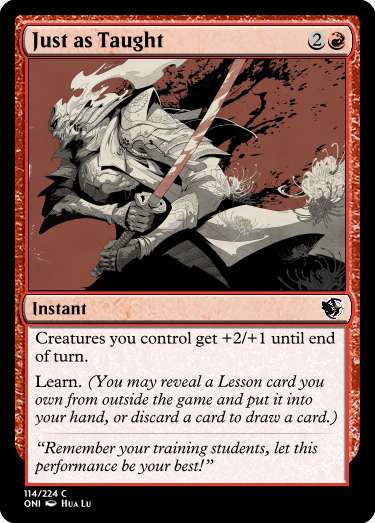 Just as Taught 2
Instant
Creatures you control get +2/+1 until end
of turn.
Learn. (You may reveal a Lesson card you
own from outside the game and put it into
your hand, or discard a card to draw a card.)
“Remember your training students, let this
performance be your best!”
114/224 C
ONI Hua Lu